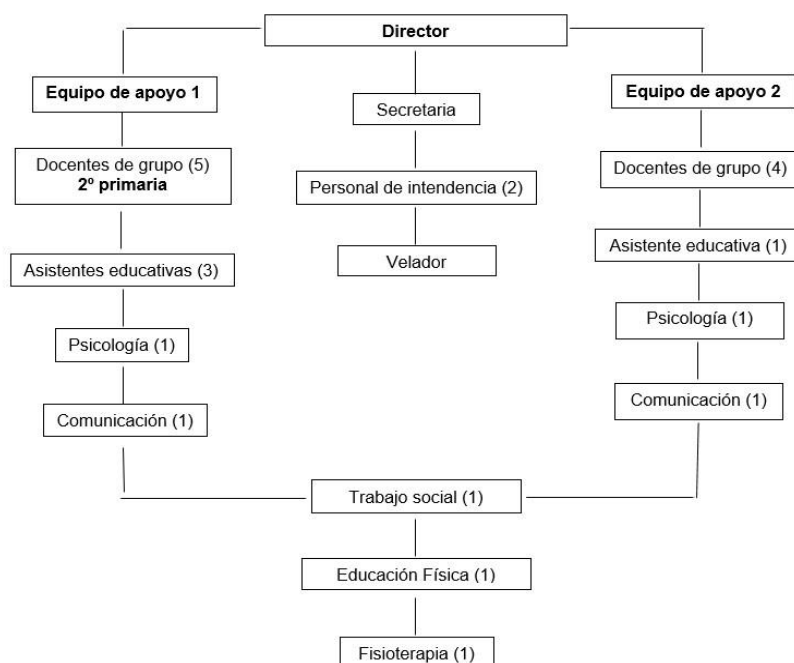 Director
Equipo de apoyo 1
Secretaria
Equipo de apoyo 2
Docentes de grupo (5)
2º primaria
Personal de intendencia (2)
Docentes de grupo (4)
Asistentes educativas (3)
Velador
Asistente educativa (1)
Psicología (1)
Psicología (1)
Comunicación (1)
Comunicación (1)
Trabajo social (1)
Educación Física (1)
Fisioterapia (1)